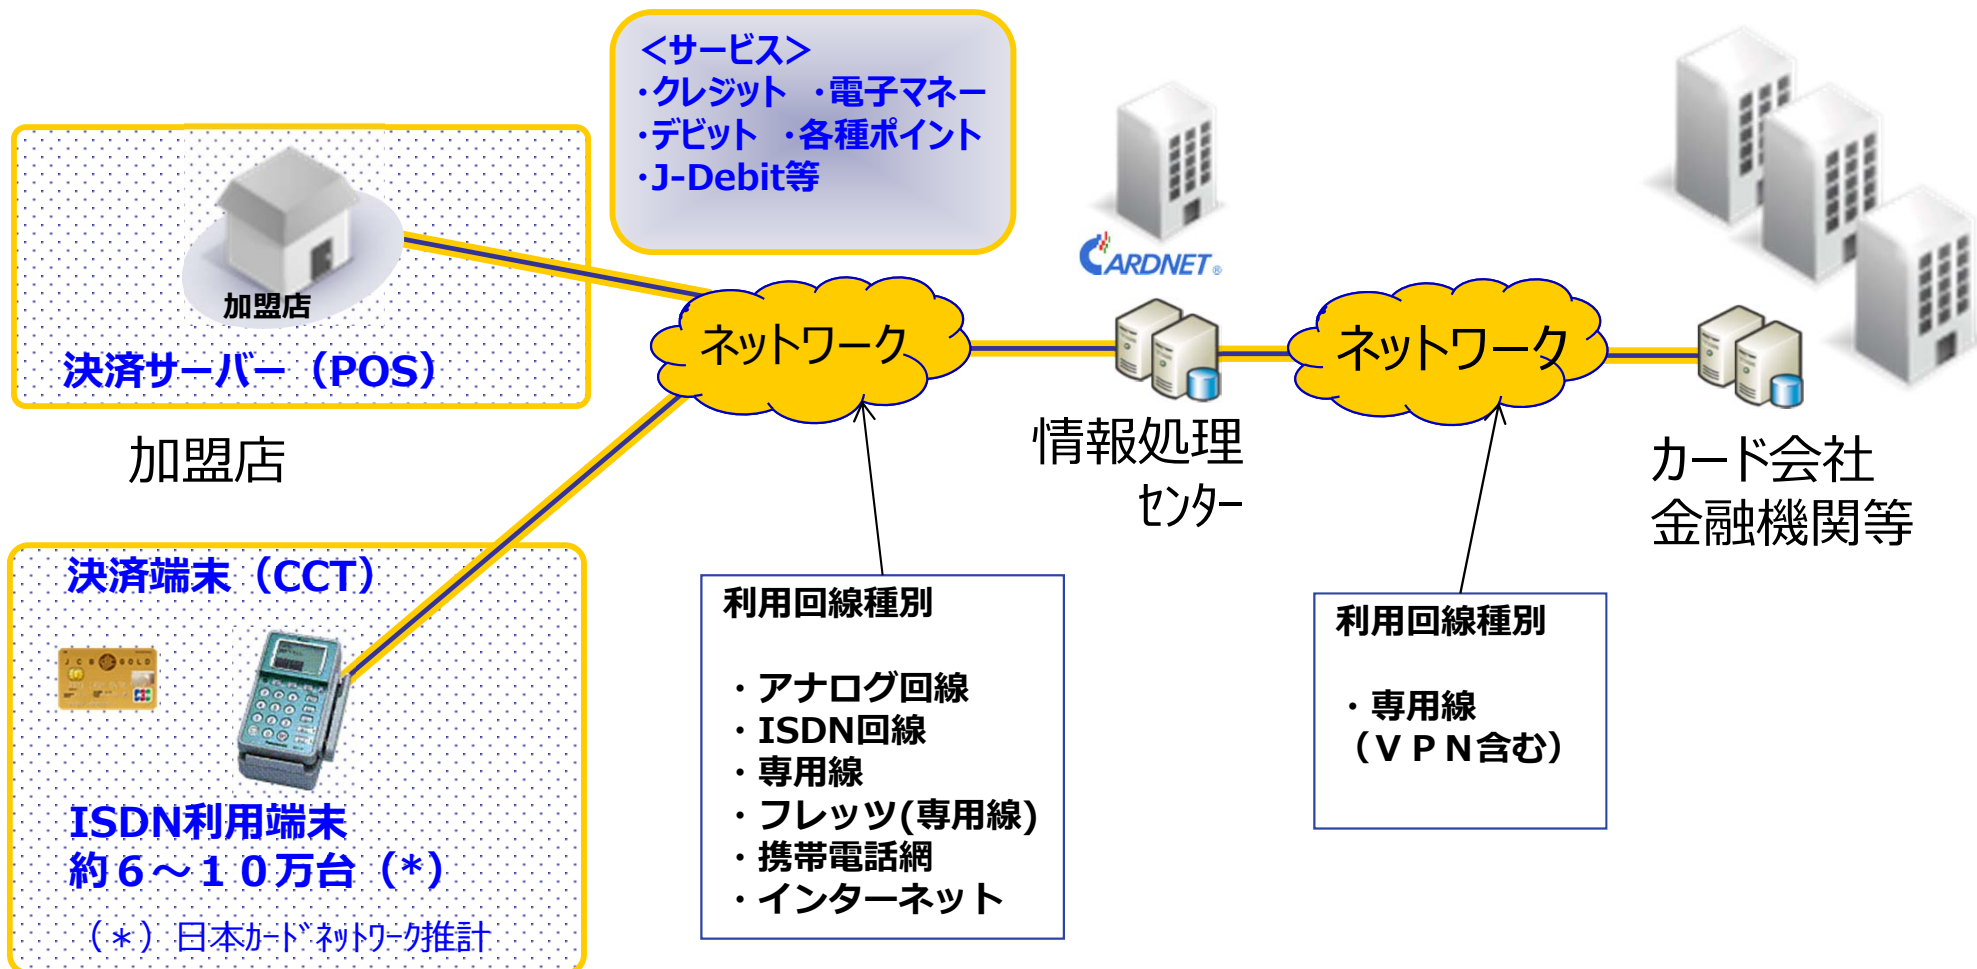 ＜サービス＞
・クレジット ・電子マネー
・デビット ・各種ポイント
・J-Debit等
加盟店
決済サーバー（POS）
加盟店
ネットワーク
CARDNET®
情報処理
センター
ネットワーク
カード会社
金融機関等
決済端末（CCT）
JCB GOLD
ISDN利用端末
約６～１０万台（*）
（＊）日本ｶｰﾄﾞﾈｯﾄﾜｰｸ推計
利用回線種別
・アナログ回線
・ISDN回線
・専用線
・フレッツ(専用線)
・携帯電話網
・インターネット
利用回線種別
・専用線
（ＶＰＮ含む）